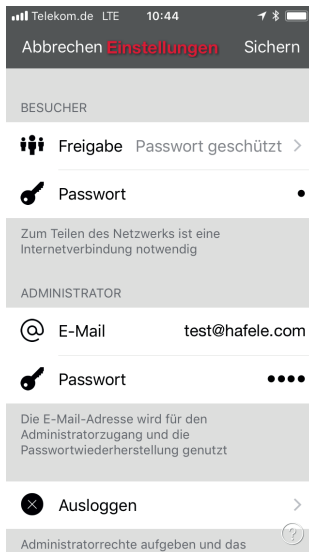 Telekom.de LTE 10:44
Abbrechen Einstellungen Sichern
BESUCHER
Freigabe Passwort geschützt >
Passwort •
Zum Teilen des Netzwerks ist eine
Internetverbindung notwendig
ADMINISTRATOR
@ E-Mail test@hafele.com
Passwort ••••
Die E-Mail-Adresse wird für den
Administratorzugang und die
Passwortwiederherstellung genutzt
Ausloggen >
?
Administratorrechte aufgeben und das